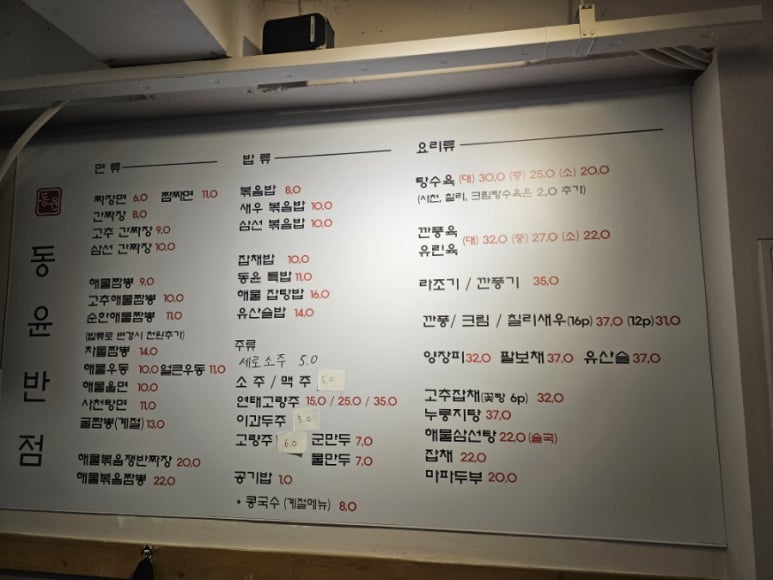 동윤
동윤반점
면 류
짜장면 6,0 짬짜면 11,0
간짜장 8,0
고추 간짜장 9,0
삼선 간짜장 10,0
해물짬뽕 9,0
고추해물짬뽕 10,0
순한해물짬뽕 11,0
(밥류로 변경시 천원추가)
차돌짬뽕 14,0
해물우동 10,0 얼큰우동 11,0
해물울면 10,0
사천탕면 11,0
굴짬뽕(계절) 13,0
해물볶음쟁반짜장 20,0
해물볶음짬뽕 22,0
밥 류
볶음밥 8,0
새우 볶음밥 10,0
삼선 볶음밥 10,0
잡채밥 10,0
동윤 특밥 11,0
해물 잡탕밥 16,0
유산슬밥 14,0
주류
세로소주 5.0
소 주 / 맥 주 5.0
연태고량주 15,0 / 25,0 / 35,0
이과두주 5.0
고량주 6.0 군만두 7,0
물만두 7,0
공기밥 1,0
* 콩국수 (계절메뉴) 8,0
요리류
탕수육 (대) 30,0 (중) 25,0 (소) 20,0
(사천, 칠리, 크림탕수육은 2,0 추가)
깐풍육
유린육 (대) 32,0 (중) 27,0 (소) 22,0
라조기 / 깐풍기 35,0
깐풍/ 크림 / 칠리새우(16p) 37,0 (12p)31,0
양장피32,0 팔보채37,0 유산슬37,0
고추잡채(꽃빵 6p) 32,0
누룽지탕 37,0
해물삼선탕 22,0 (술국)
잡채 22,0
마파두부 20,0